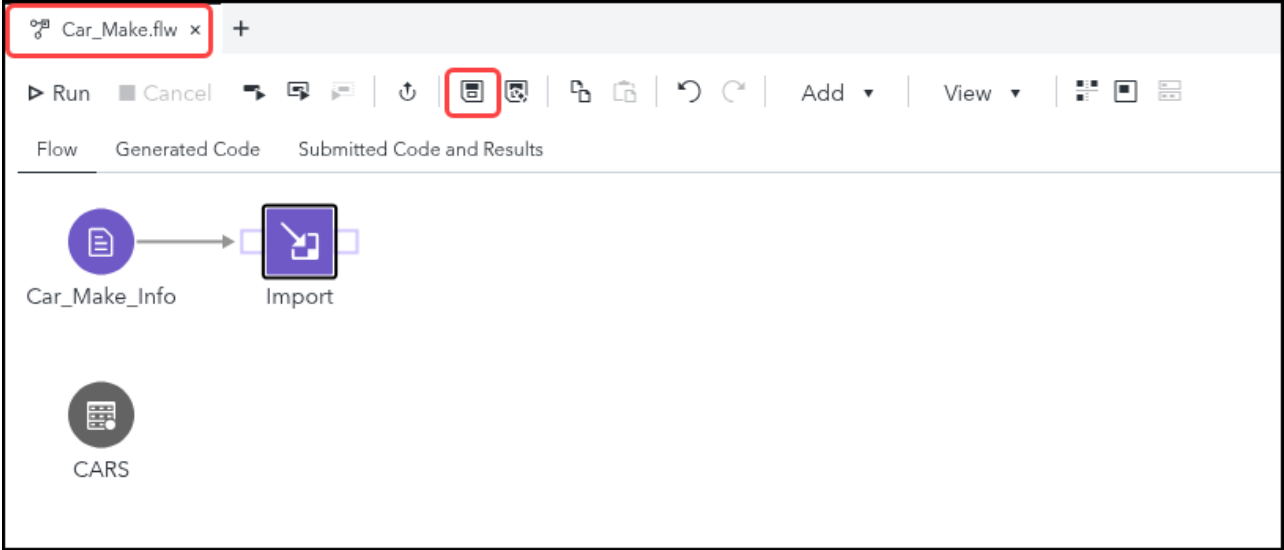 Car_Make.flw × +
Run Cancel Add View
Flow Generated Code Submitted Code and Results
Car_Make_Info Import
CARS